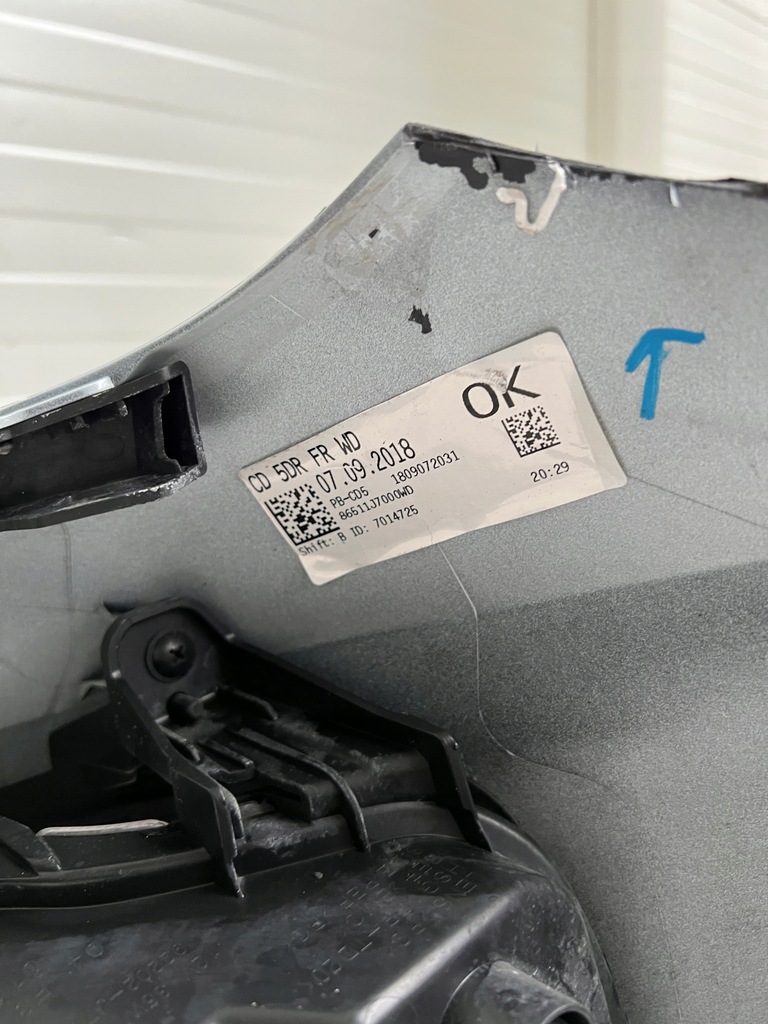 OK
CD 5DR FR WD
07.09.2018
PB-CD5 1809072031
86511J7000WD
Shift: B ID: 7014725
20:29